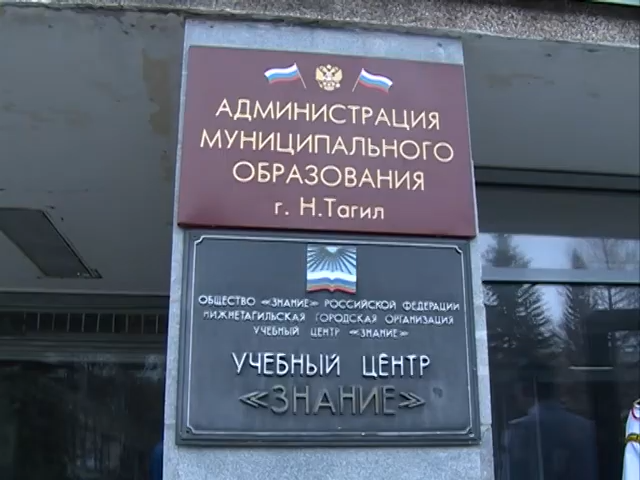 АДМИНИСТРАЦИЯ
МУНИЦИПАЛЬНОГО
ОБРАЗОВАНИЯ
г. Н.Тагил
ОБЩЕСТВО «ЗНАНИЕ» РОССИЙСКОЙ ФЕДЕРАЦИИ
НИЖНЕТАГИЛЬСКАЯ ГОРОДСКАЯ ОРГАНИЗАЦИЯ
УЧЕБНЫЙ ЦЕНТР «ЗНАНИЕ»
УЧЕБНЫЙ ЦЕНТР
«ЗНАНИЕ»